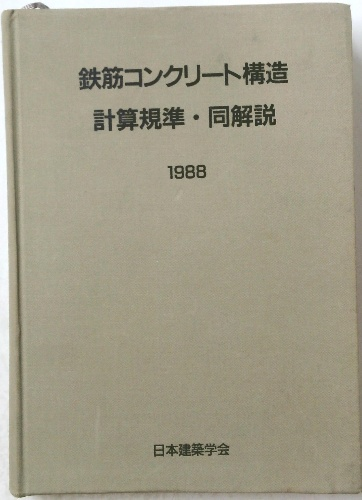 鉄筋コンクリート構造
計算規準・同解説
1988
日本建築学会